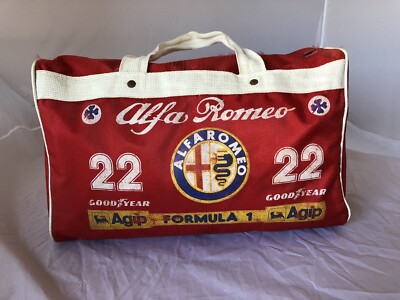 Alfa Romeo
ALFA ROMEO
22 22
GOODYEAR GOODYEAR
Agip FORMULA 1 Agip